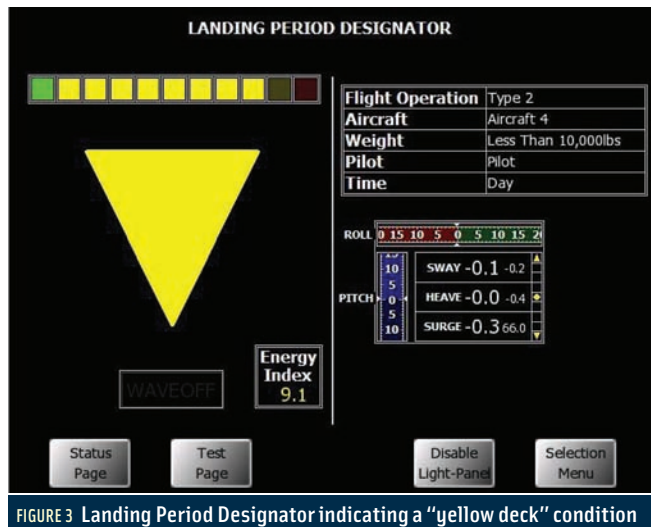 LANDING PERIOD DESIGNATOR
Flight Operation Type 2
Aircraft Aircraft 4
Weight Less Than 10,000lbs
Pilot Pilot
Time Day
ROLL 0 15 10 5 0 5 10 15
PITCH
10
5
0
5
10
SWAY -0.1 -0.2
HEAVE -0.0 -0.4
SURGE -0.3 66.0
WAVEOFF
Energy
Index
9.1
Status
Page
Test
Page
Disable
Light-Panel
Selection
Menu
FIGURE 3 Landing Period Designator indicating a "yellow deck" condition